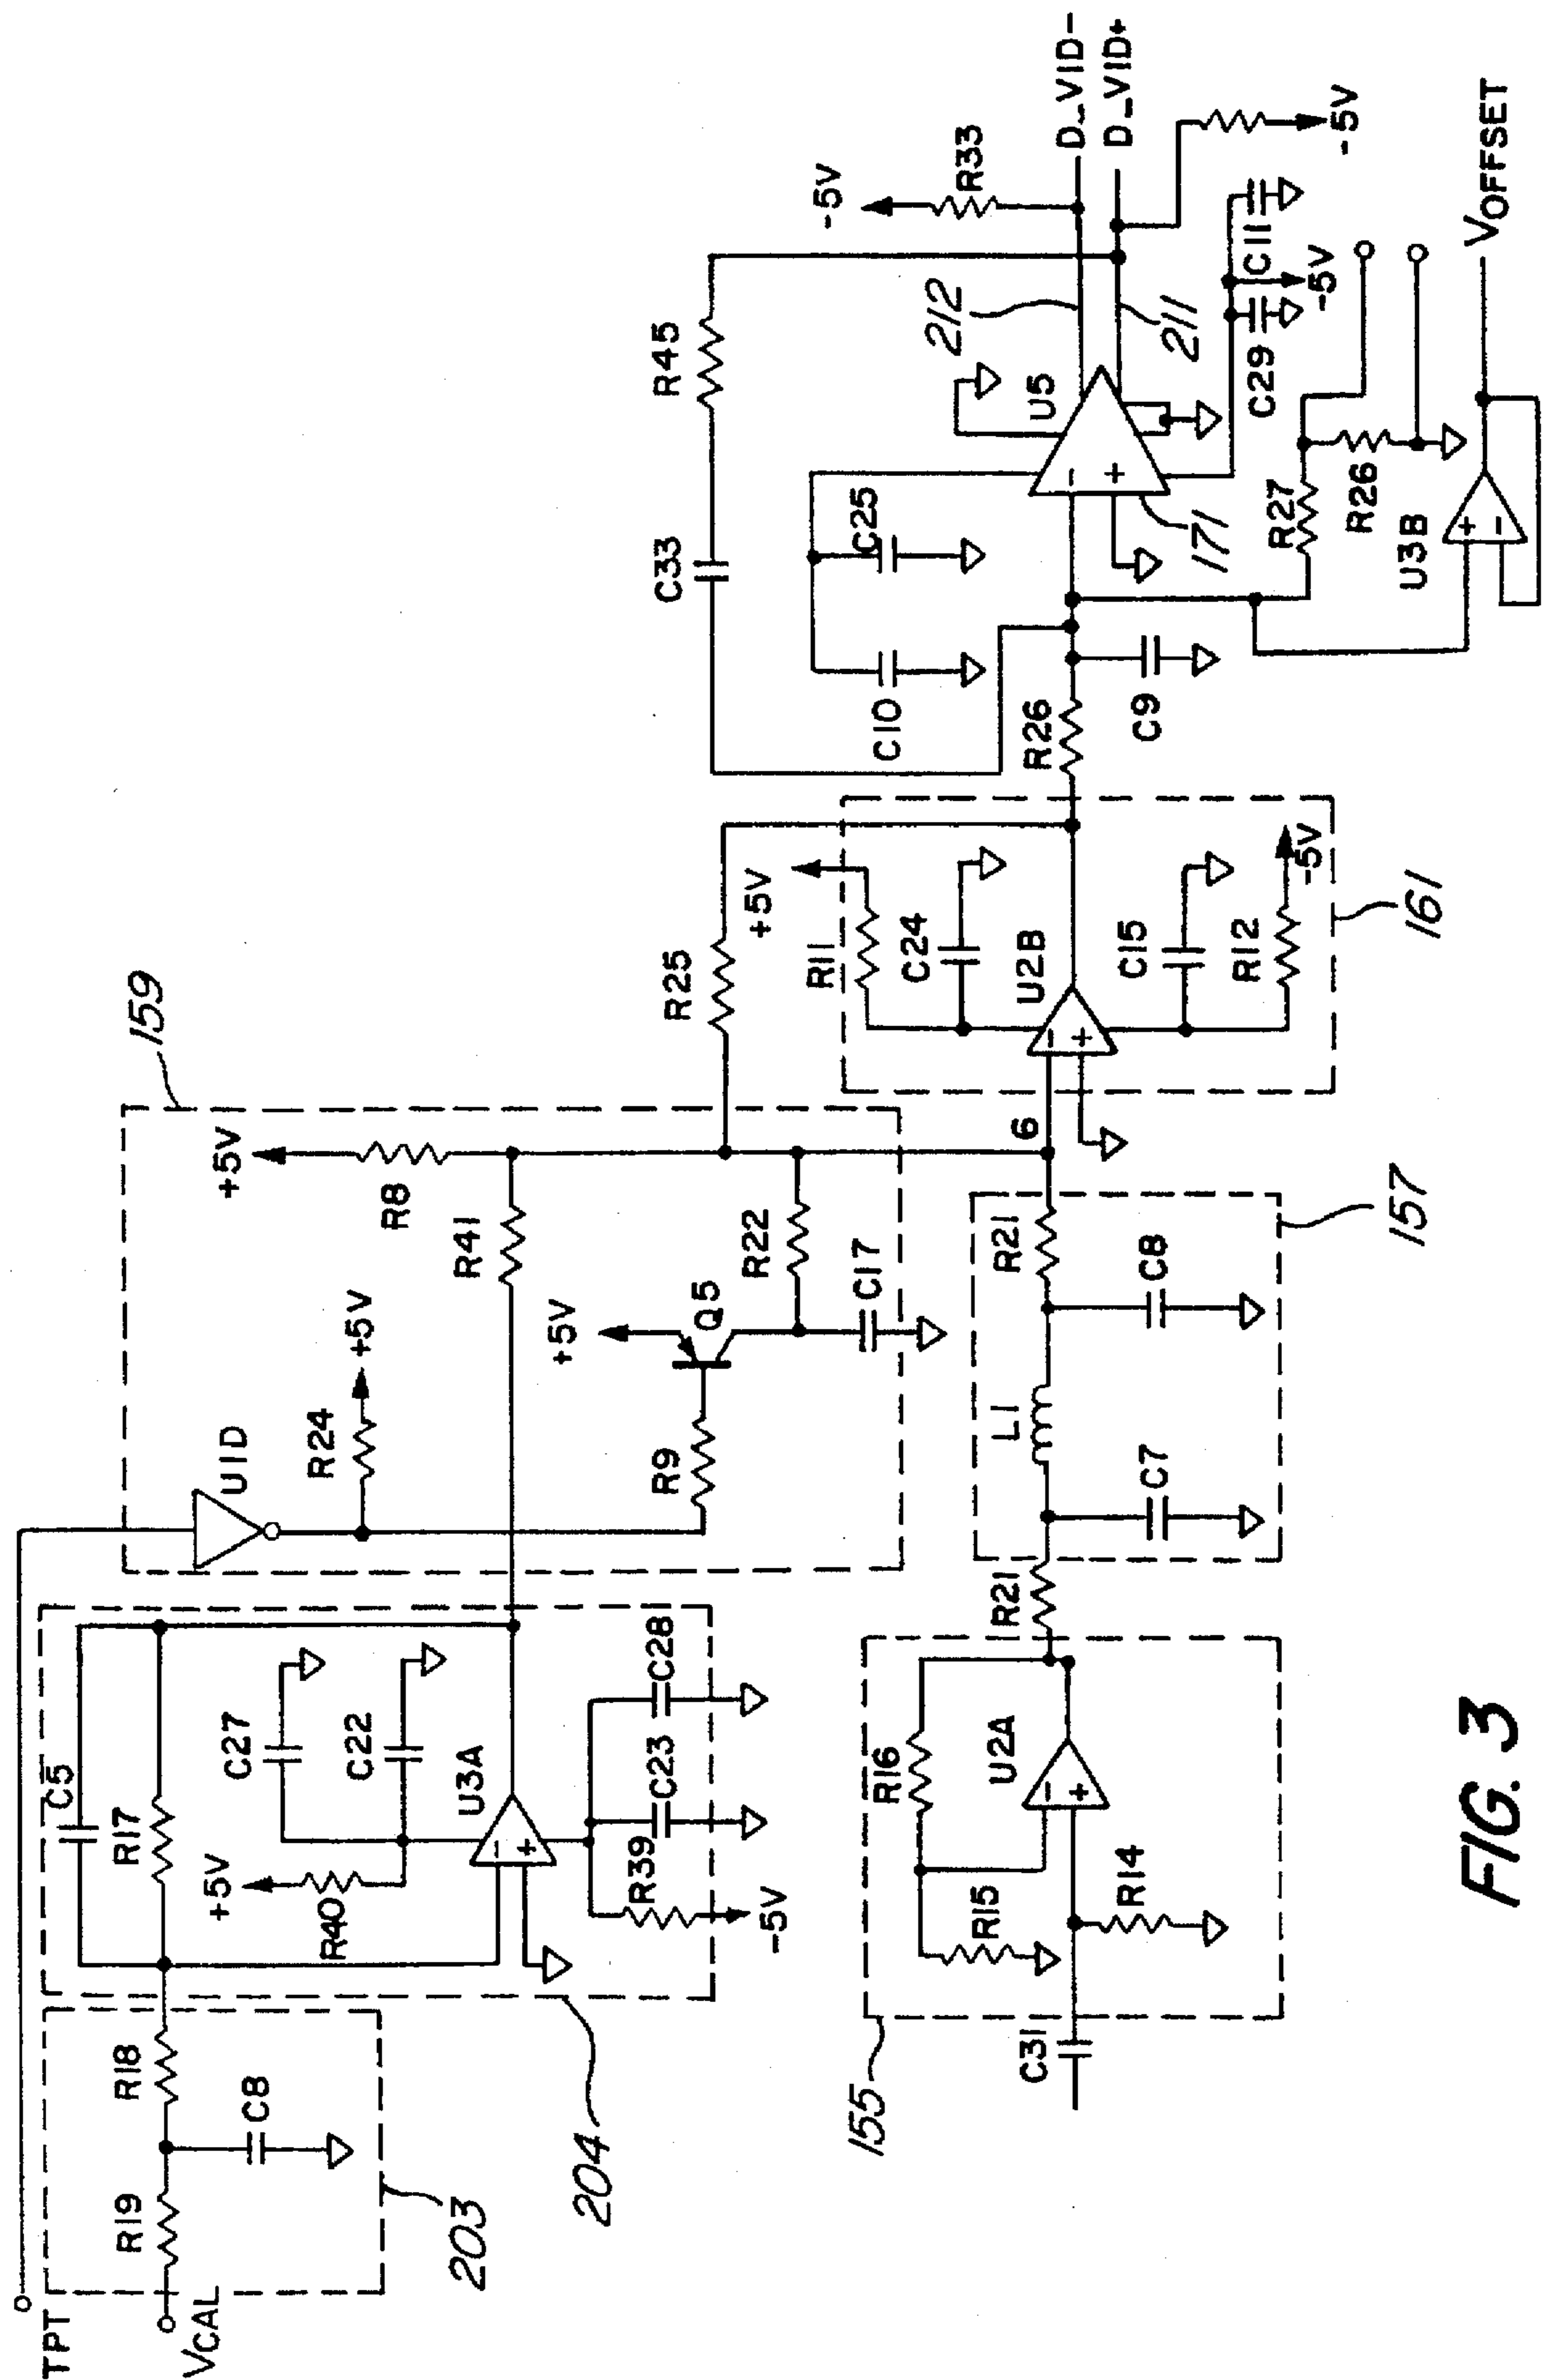 TPT
VCAL
R19
R18
C8
203
C5
R17
C27
C22
+5V
R40
U3A
R39
C23
C28
-5V
204
159
U1D
R24
+5V
+5V
R8
R41
R9
+5V
Q5
R22
C17
R25
155
C31
R15
R14
R16
U2A
R21
C7
L1
C8
R21
157
6
U2B
+5V
R11
C24
C15
R12
-5V
161
R26
C9
C10
C25
C33
R45
U5
171
212
211
-5V
R33
D_VID-
D_VID+
-5V
C29
C11
-5V
R27
R26
U3B
VOFFSET
FIG. 3